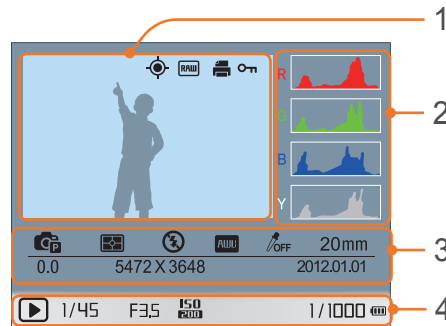 1
RAW
R
G
2
B
Y
P AWB OFF 20mm
3
0.0 5472 X 3648 2012.01.01
1/45 F3.5 ISO 200 1/1000
4